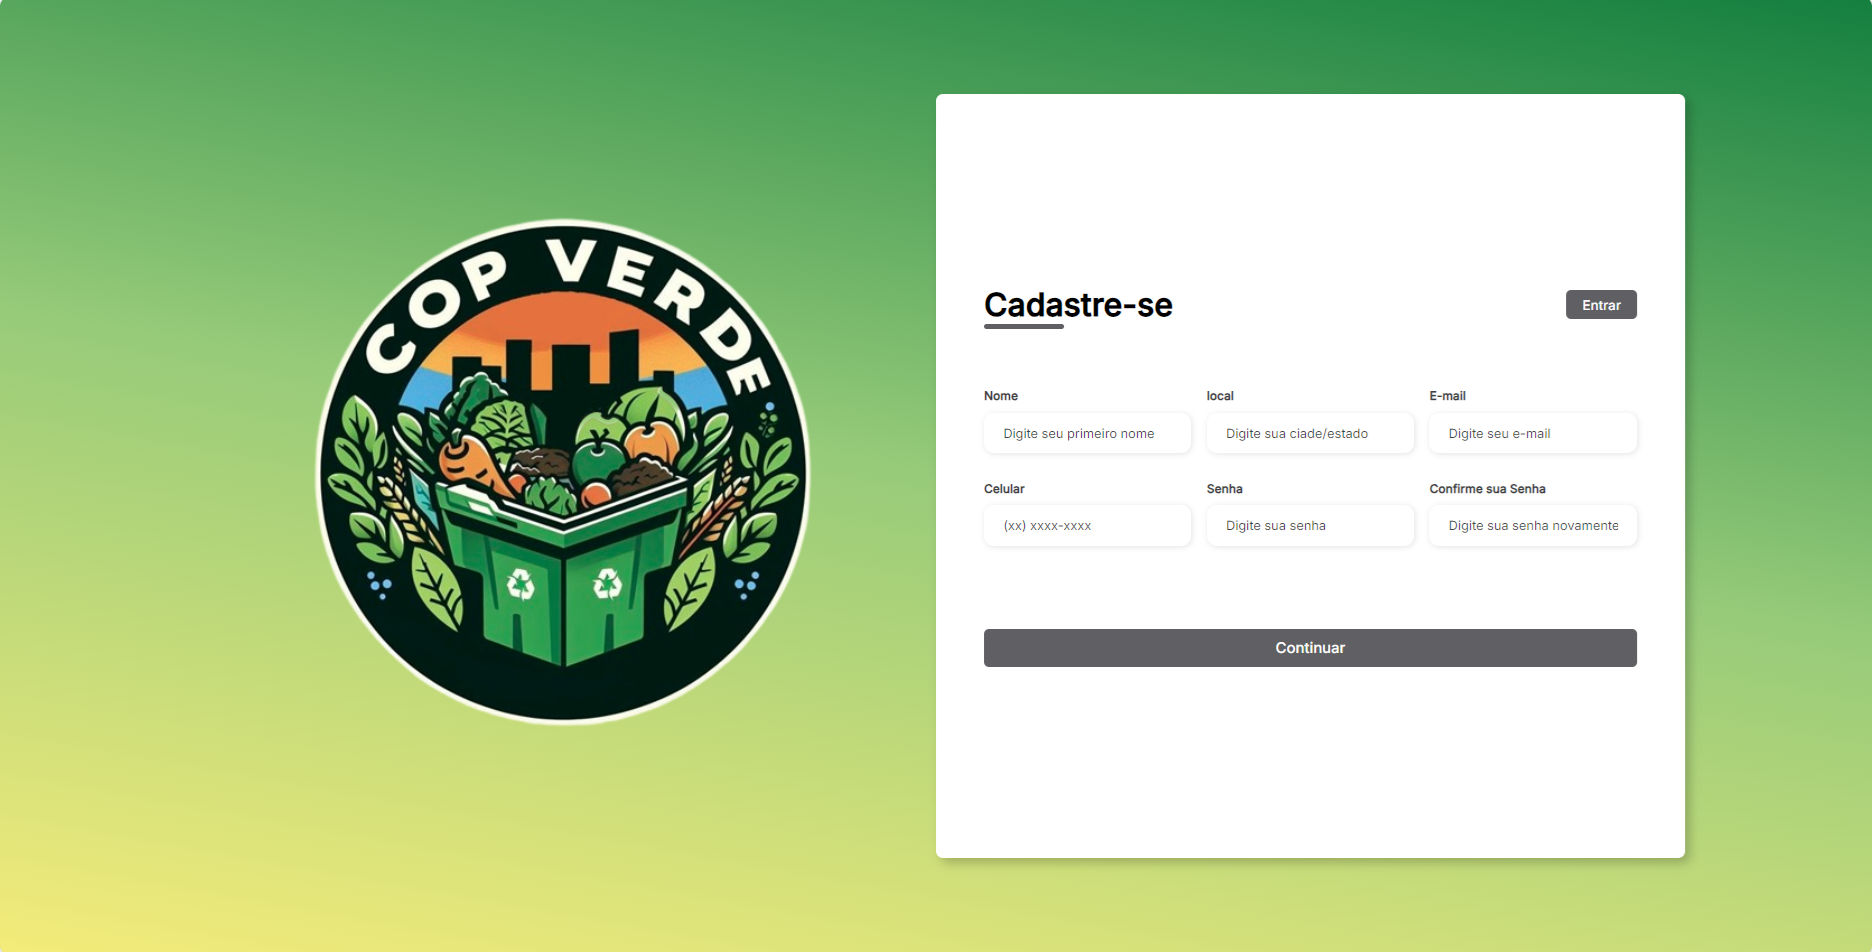 COP VERDE
Cadastre-se
Entrar
Nome
local
E-mail
Digite seu primeiro nome
Digite sua ciade/estado
Digite seu e-mail
Celular
Senha
Confirme sua Senha
(xx) xxxx-xxxx
Digite sua senha
Digite sua senha novamente
Continuar